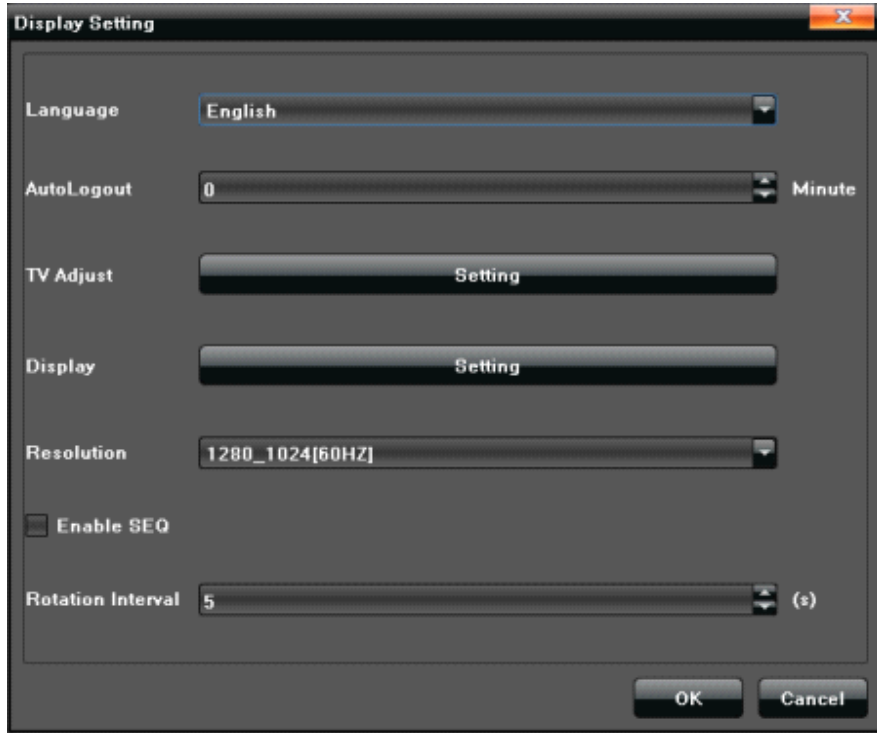 Display Setting
Language English
AutoLogout 0 Minute
TV Adjust Setting
Display Setting
Resolution 1280_1024[60HZ]
Enable SEQ
Rotation Interval 5 (s)
OK Cancel